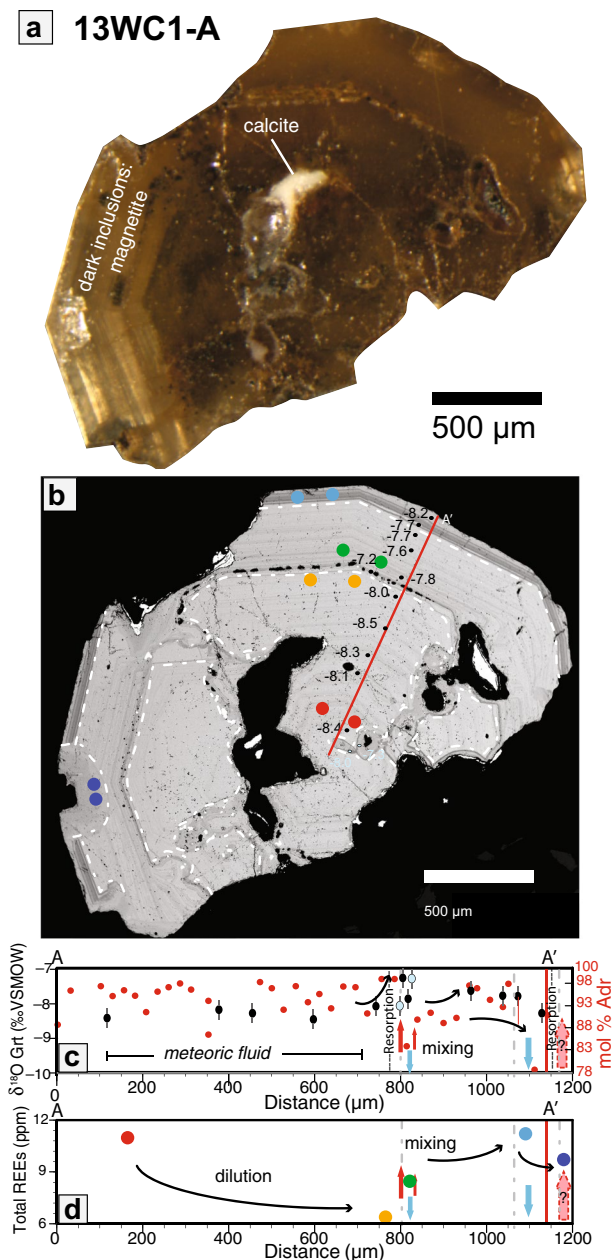 a 13WC1-A
calcite
dark inclusions:
magnetite
500 µm
b
-8.2
A'
-7.7
-7.7
-7.6
-7.2
-7.8
-8.0
-8.5
-8.3
-8.1
-8.4
0
500 µm
A A'
−7 100
−8 98
−9 93
−10 88
83
78
δ¹⁸O Grt (‰VSMOW)
mol % Adr
Resorption
Resorption
meteoric fluid
mixing
?
c
0 200 400 600 800 1000 1200
Distance (µm)
A A'
12
9
6
Total REEs (ppm)
mixing
dilution
?
d
0 200 400 600 800 1000 1200
Distance (µm)